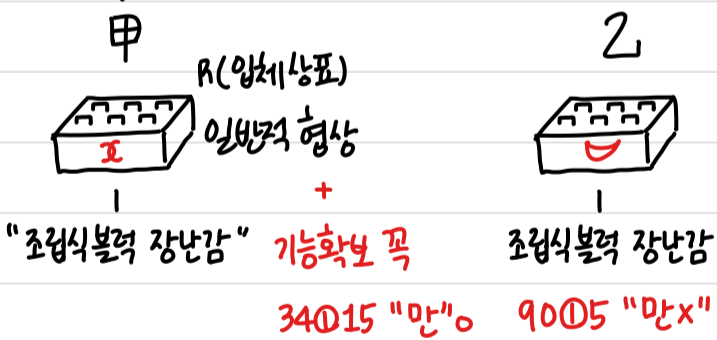 甲
乙
R(입체상표)
일반적 형상
x
"조립식블럭 장난감"
+
기능확보 꼭
34①15 "만"o
조립식블럭 장난감
90①5 "만x"